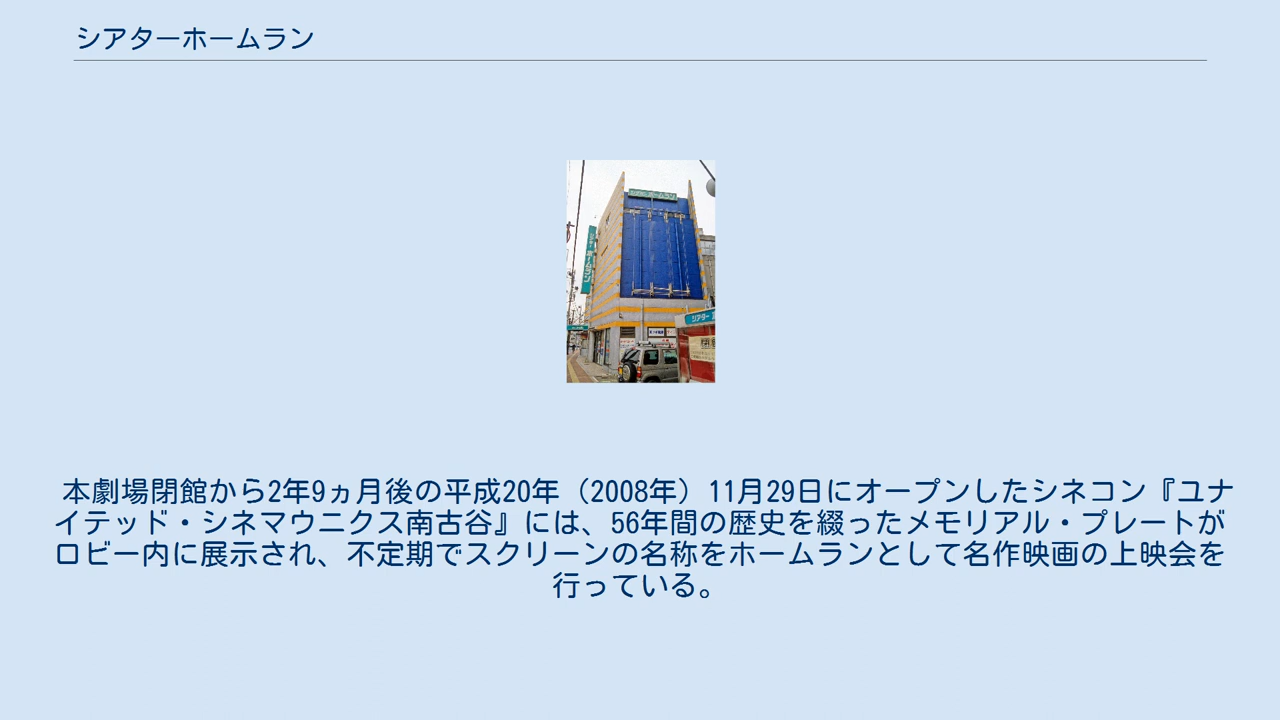 シアターホームラン
本劇場閉館から2年9ヵ月後の平成20年（2008年）11月29日にオープンしたシネコン『ユナ
イテッド・シネマウニクス南古谷』には、56年間の歴史を綴ったメモリアル・プレートが
ロビー内に展示され、不定期でスクリーンの名称をホームランとして名作映画の上映会を
行っている。
シアター